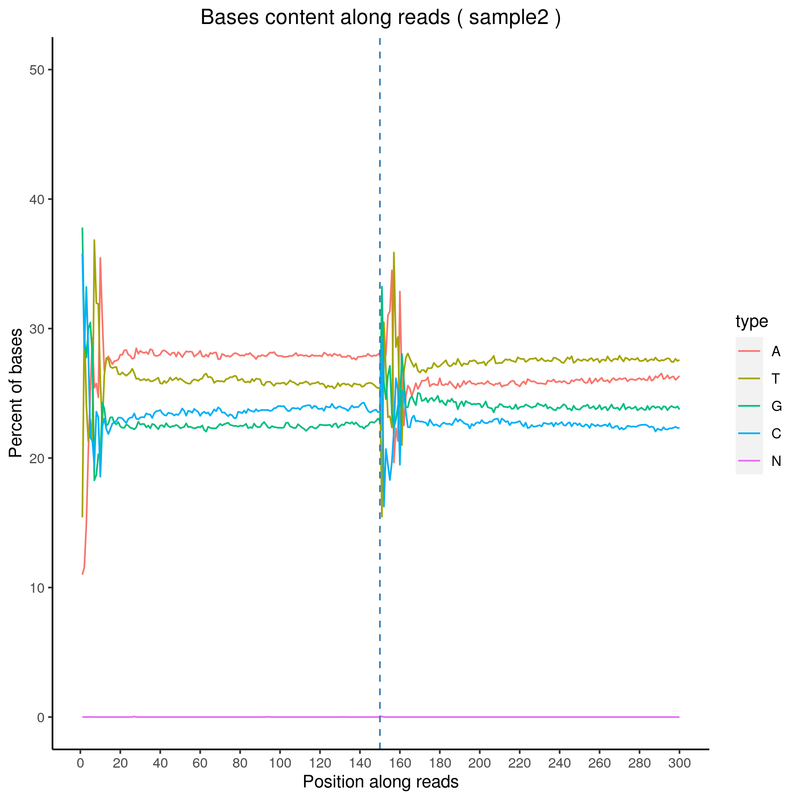 Bases content along reads ( sample2 )
Percent of bases
50
40
30
20
10
0
0 20 40 60 80 100 120 140 160 180 200 220 240 260 280 300
Position along reads
type
A
T
G
C
N